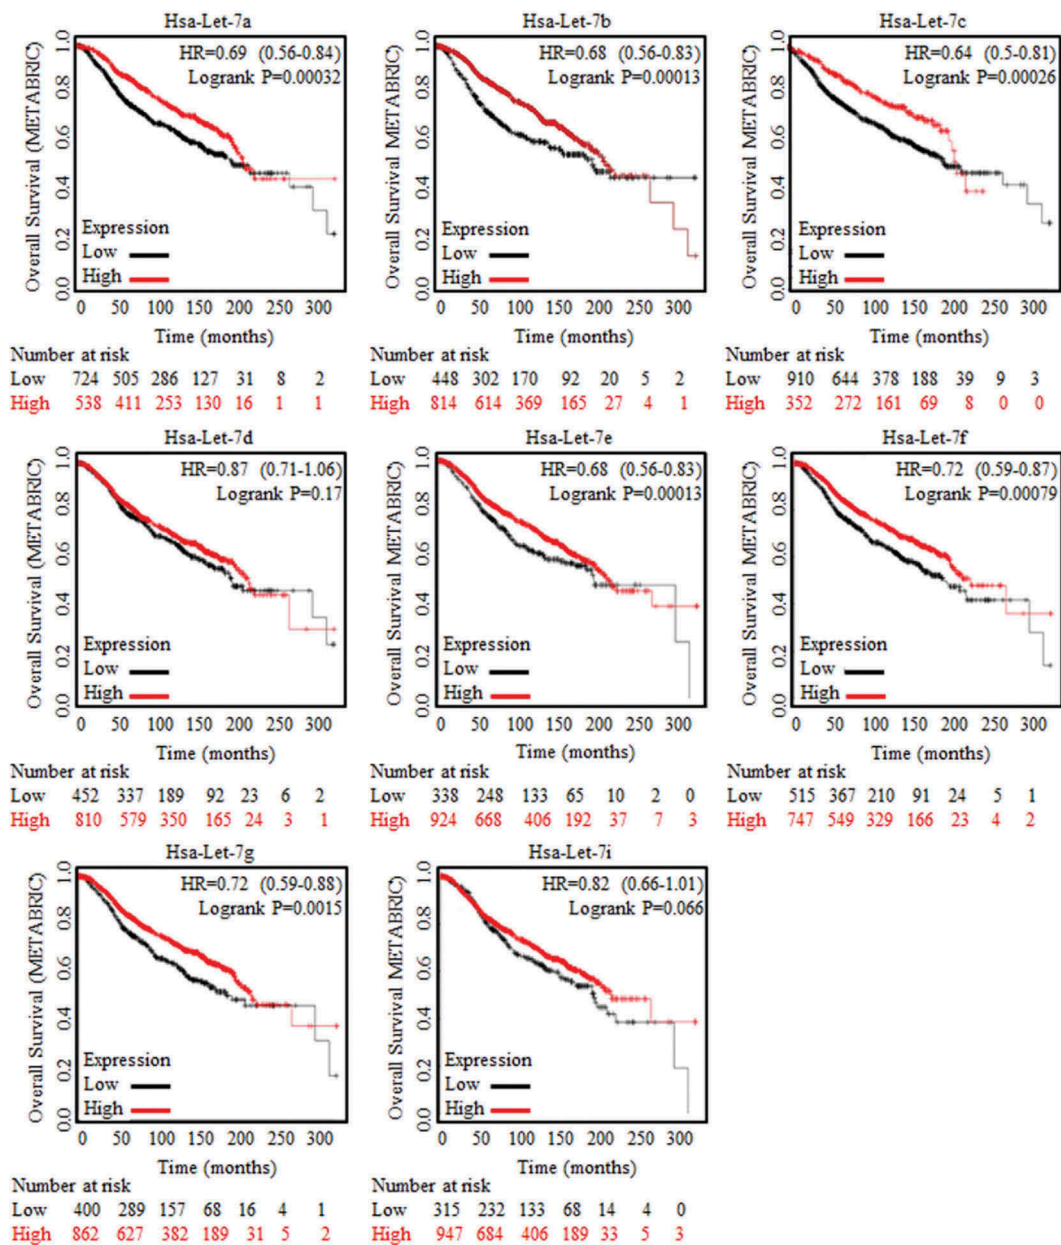 Hsa-Let-7a
HR=0.69 (0.56-0.84)
Logrank P=0.00032
Overall Survival (METABRIC)
1.0
0.8
0.6
0.4
0.2
0.0
Expression
Low
High
0 50 100 150 200 250 300
Time (months)
Number at risk
Low 724 505 286 127 31 8 2
High 538 411 253 130 16 1 1
Hsa-Let-7b
HR=0.68 (0.56-0.83)
Logrank P=0.00013
Overall Survival METABRIC)
1.0
0.8
0.6
0.4
0.2
0.0
Expression
Low
High
0 50 100 150 200 250 300
Time (months)
Number at risk
Low 448 302 170 92 20 5 2
High 814 614 369 165 27 4 1
Hsa-Let-7c
HR=0.64 (0.5-0.81)
Logrank P=0.00026
Overall Survival METABRIC)
1.0
0.8
0.6
0.4
0.2
0.0
Expression
Low
High
0 50 100 150 200 250 300
Time (months)
Number at risk
Low 910 644 378 188 39 9 3
High 352 272 161 69 8 0 0
Hsa-Let-7d
HR=0.87 (0.71-1.06)
Logrank P=0.17
Overall Survival (METABRIC)
1.0
0.8
0.6
0.4
0.2
0.0
Expression
Low
High
0 50 100 150 200 250 300
Time (months)
Number at risk
Low 452 337 189 92 23 6 2
High 810 579 350 165 24 3 1
Hsa-Let-7e
HR=0.68 (0.56-0.83)
Logrank P=0.00013
Overall Survival METABRIC)
1.0
0.8
0.6
0.4
0.2
0.0
Expression
Low
High
0 50 100 150 200 250 300
Time (months)
Number at risk
Low 338 248 133 65 10 2 0
High 924 668 406 192 37 7 3
Hsa-Let-7f
HR=0.72 (0.59-0.87)
Logrank P=0.00079
Overall Survival METABRIC)
1.0
0.8
0.6
0.4
0.2
0.0
Expression
Low
High
0 50 100 150 200 250 300
Time (months)
Number at risk
Low 515 367 210 91 24 5 1
High 747 549 329 166 23 4 2
Hsa-Let-7g
HR=0.72 (0.59-0.88)
Logrank P=0.0015
Overall Survival (METABRIC)
1.0
0.8
0.6
0.4
0.2
0.0
Expression
Low
High
0 50 100 150 200 250 300
Time (months)
Number at risk
Low 400 289 157 68 16 4 1
High 862 627 382 189 31 5 2
Hsa-Let-7i
HR=0.82 (0.66-1.01)
Logrank P=0.066
Overall Survival METABRIC)
1.0
0.8
0.6
0.4
0.2
0.0
Expression
Low
High
0 50 100 150 200 250 300
Time (months)
Number at risk
Low 315 232 133 68 14 4 0
High 947 684 406 189 33 5 3